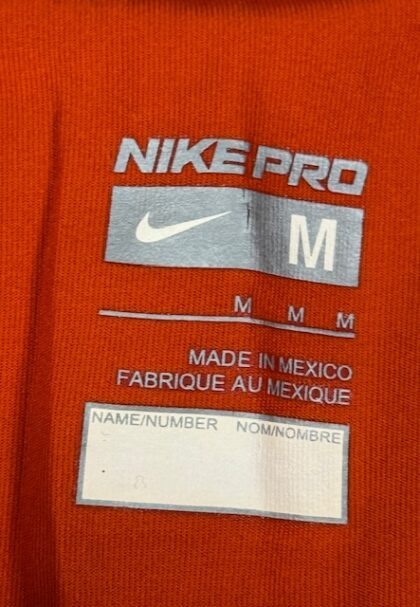 NIKE PRO
M
M M M
MADE IN MEXICO
FABRIQUE AU MEXIQUE
NAME/NUMBER NOM/NOMBRE